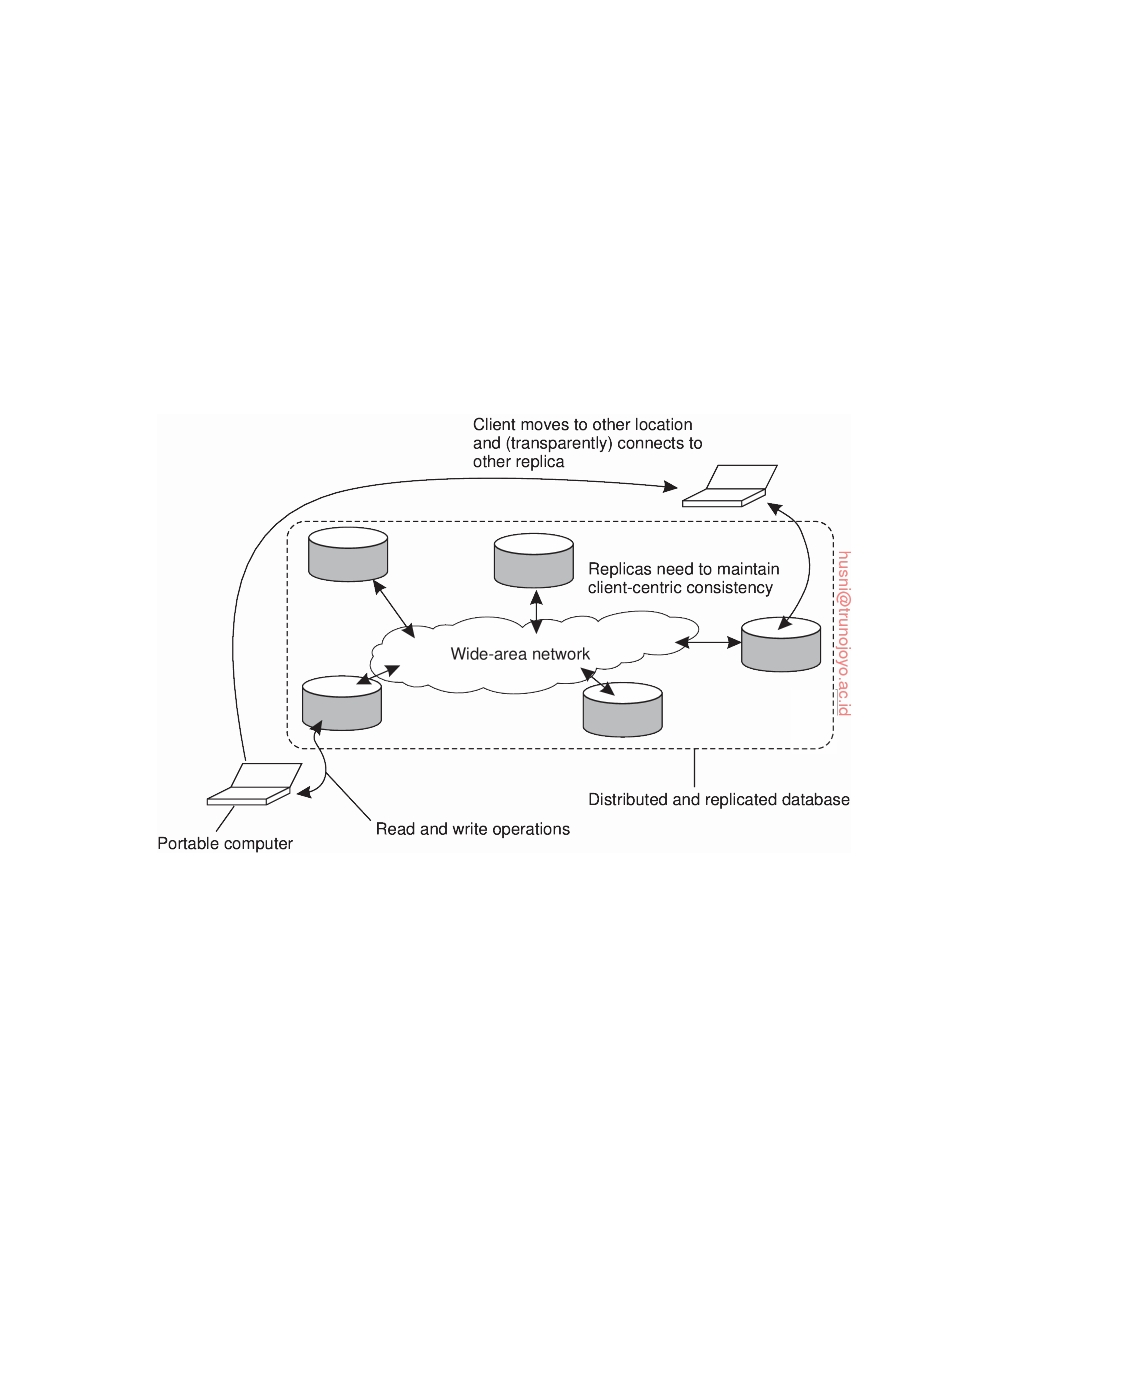 Client moves to other location
and (transparently) connects to
other replica
Replicas need to maintain
client-centric consistency
Wide-area network
Distributed and replicated database
Read and write operations
Portable computer
husni@trunojoyo.ac.id